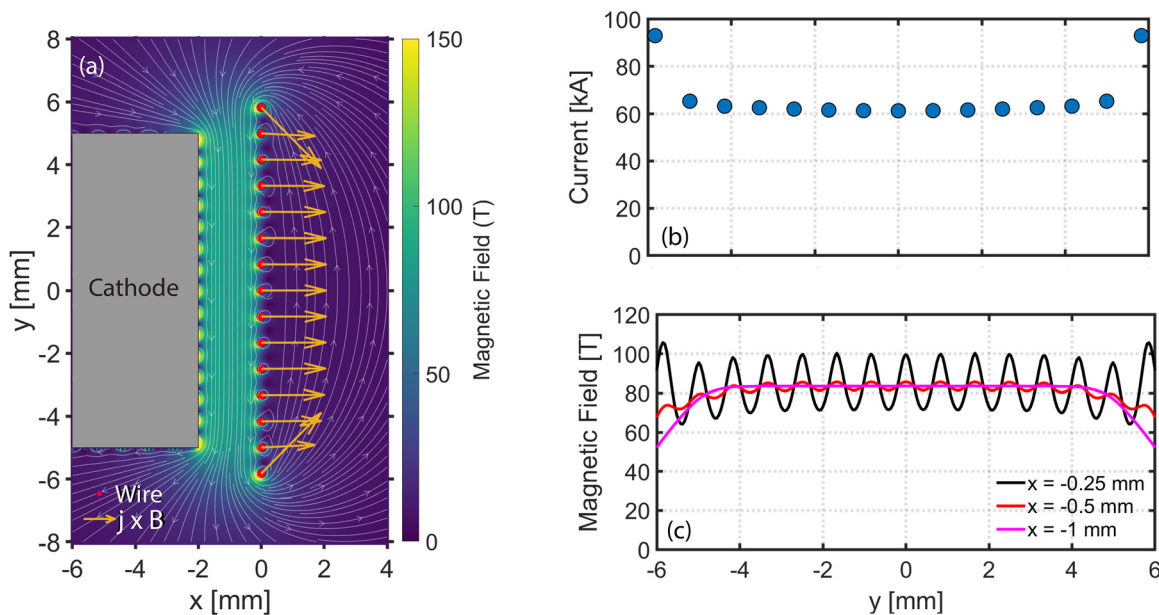 (a)
8
6
4
2
0
-2
-4
-6
-8
y [mm]
-6 -4 -2 0 2 4
x [mm]
Cathode
Wire
j x B
150
100
50
0
Magnetic Field (T)
(b)
100
80
60
40
20
0
Current [kA]
(c)
120
100
80
60
40
20
0
Magnetic Field [T]
x = -0.25 mm
x = -0.5 mm
x = -1 mm
-6 -4 -2 0 2 4 6
y [mm]